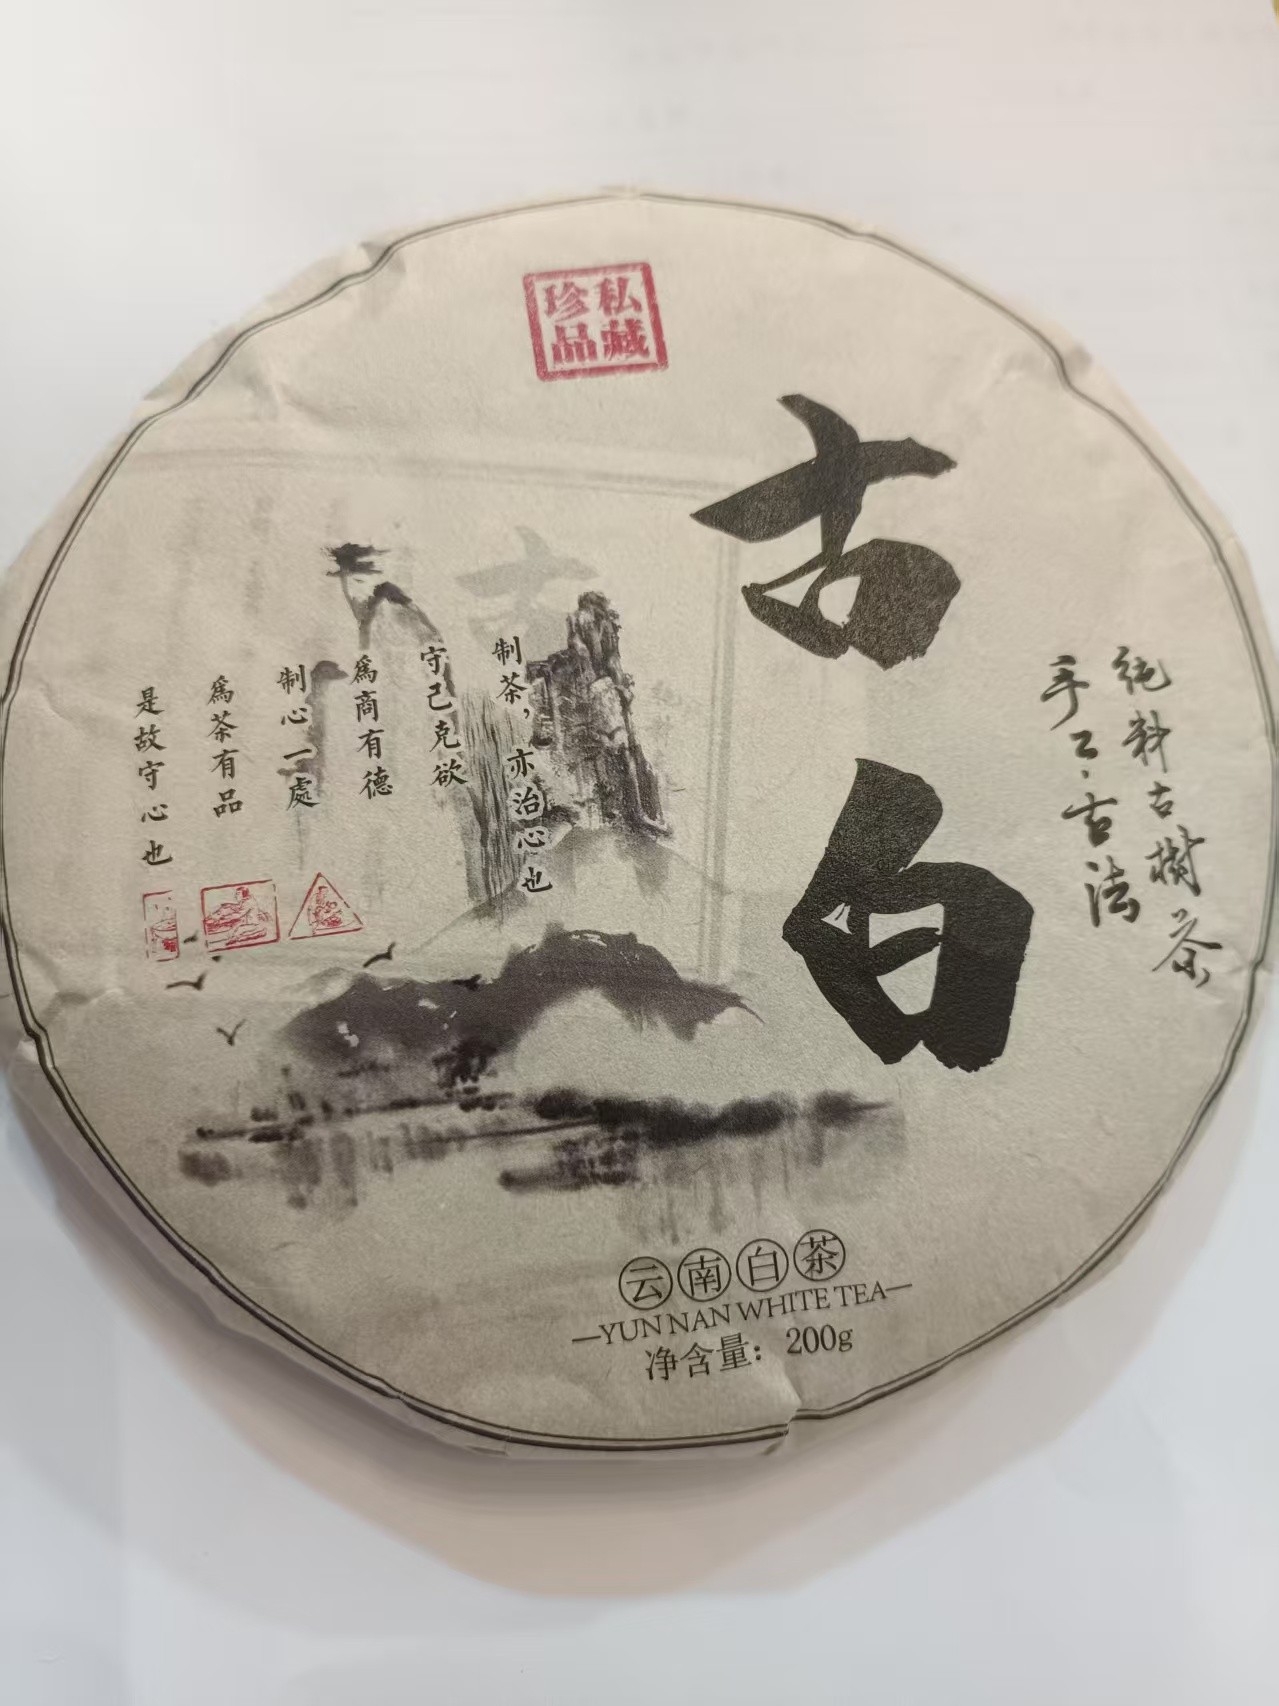 私藏
珍品
古白
纯料古樹茶
手工·古法
制茶，亦治心也
守己克欲
爲商有德
制心一處
爲茶有品
是故守心也
云南白茶
—YUN NAN WHITE TEA—
净含量：200g